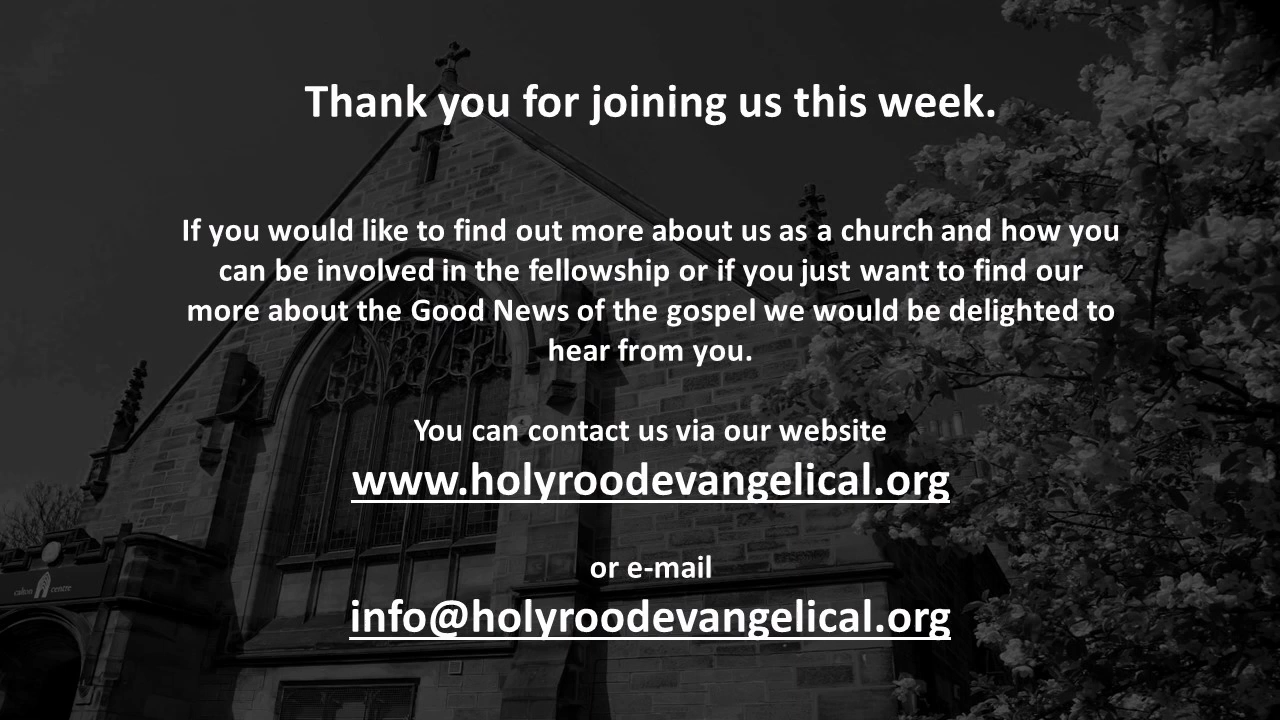 Thank you for joining us this week.
If you would like to find out more about us as a church and how you
can be involved in the fellowship or if you just want to find our
more about the Good News of the gospel we would be delighted to
hear from you.
You can contact us via our website
www.holyroodevangelical.org
or e-mail
info@holyroodevangelical.org
calton centre